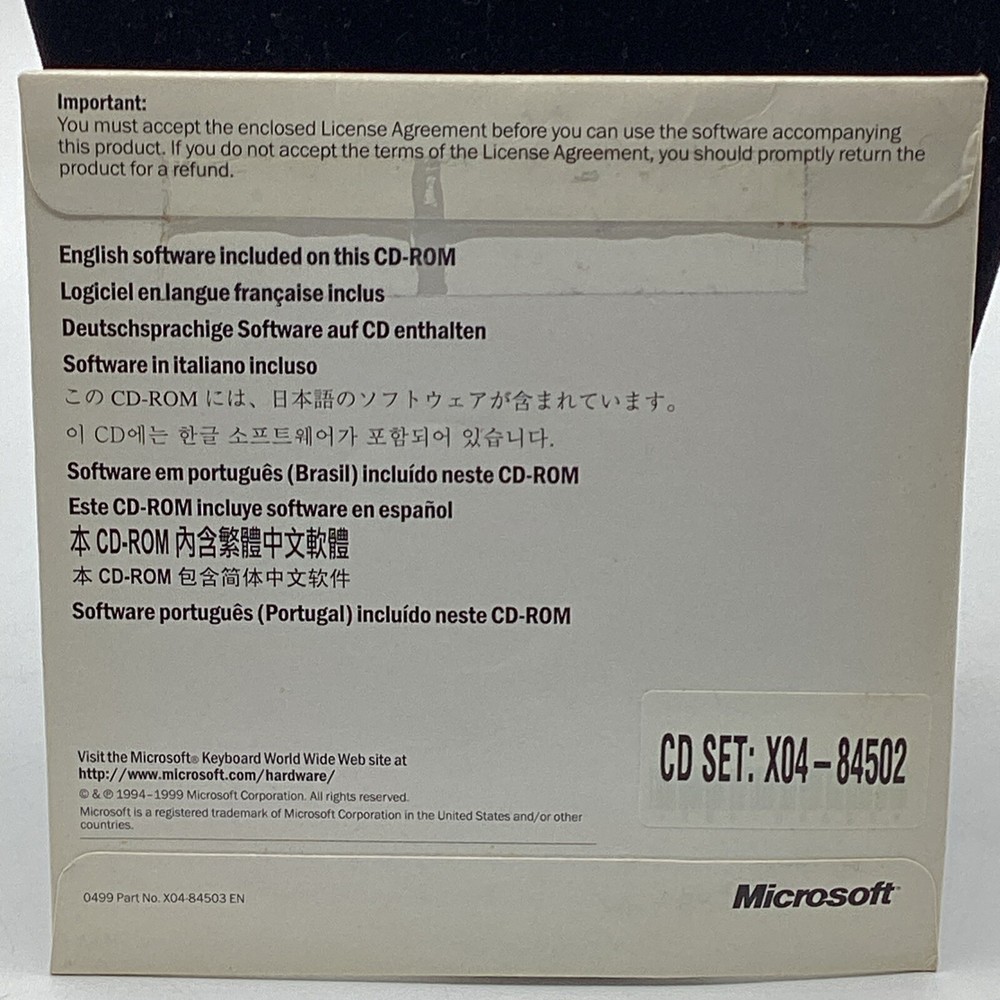 Important:
You must accept the enclosed License Agreement before you can use the software accompanying
this product. If you do not accept the terms of the License Agreement, you should promptly return the
product for a refund.
English software included on this CD-ROM
Logiciel en langue française inclus
Deutschsprachige Software auf CD enthalten
Software in italiano incluso
この CD-ROM には、日本語のソフトウェアが含まれています。
이 CD에는 한글 소프트웨어가 포함되어 있습니다.
Software em português (Brasil) incluído neste CD-ROM
Este CD-ROM incluye software en español
本 CD-ROM 內含繁體中文軟體
本 CD-ROM 包含简体中文软件
Software português (Portugal) incluído neste CD-ROM
Visit the Microsoft® Keyboard World Wide Web site at
http://www.microsoft.com/hardware/
© & ℗ 1994–1999 Microsoft Corporation. All rights reserved.
Microsoft is a registered trademark of Microsoft Corporation in the United States and/or other
countries.
CD SET: X04-84502
0499 Part No. X04-84503 EN
Microsoft